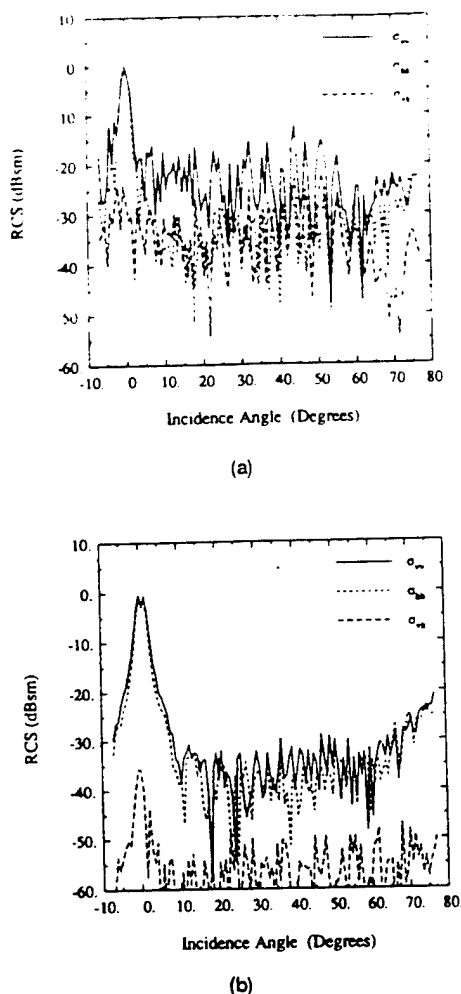 10
0
-10
-20
-30
-40
-50
-60
RCS (dBsm)
σvv
σhh
-10. 0 10. 20. 30. 40. 50 60. 70 80
Incidence Angle (Degrees)
(a)
10.
0.
-10.
-20.
-30.
-40.
-50.
-60.
RCS (dBsm)
σvv
σhh
-10. 0. 10. 20. 30. 40. 50. 60. 70. 80.
Incidence Angle (Degrees)
(b)